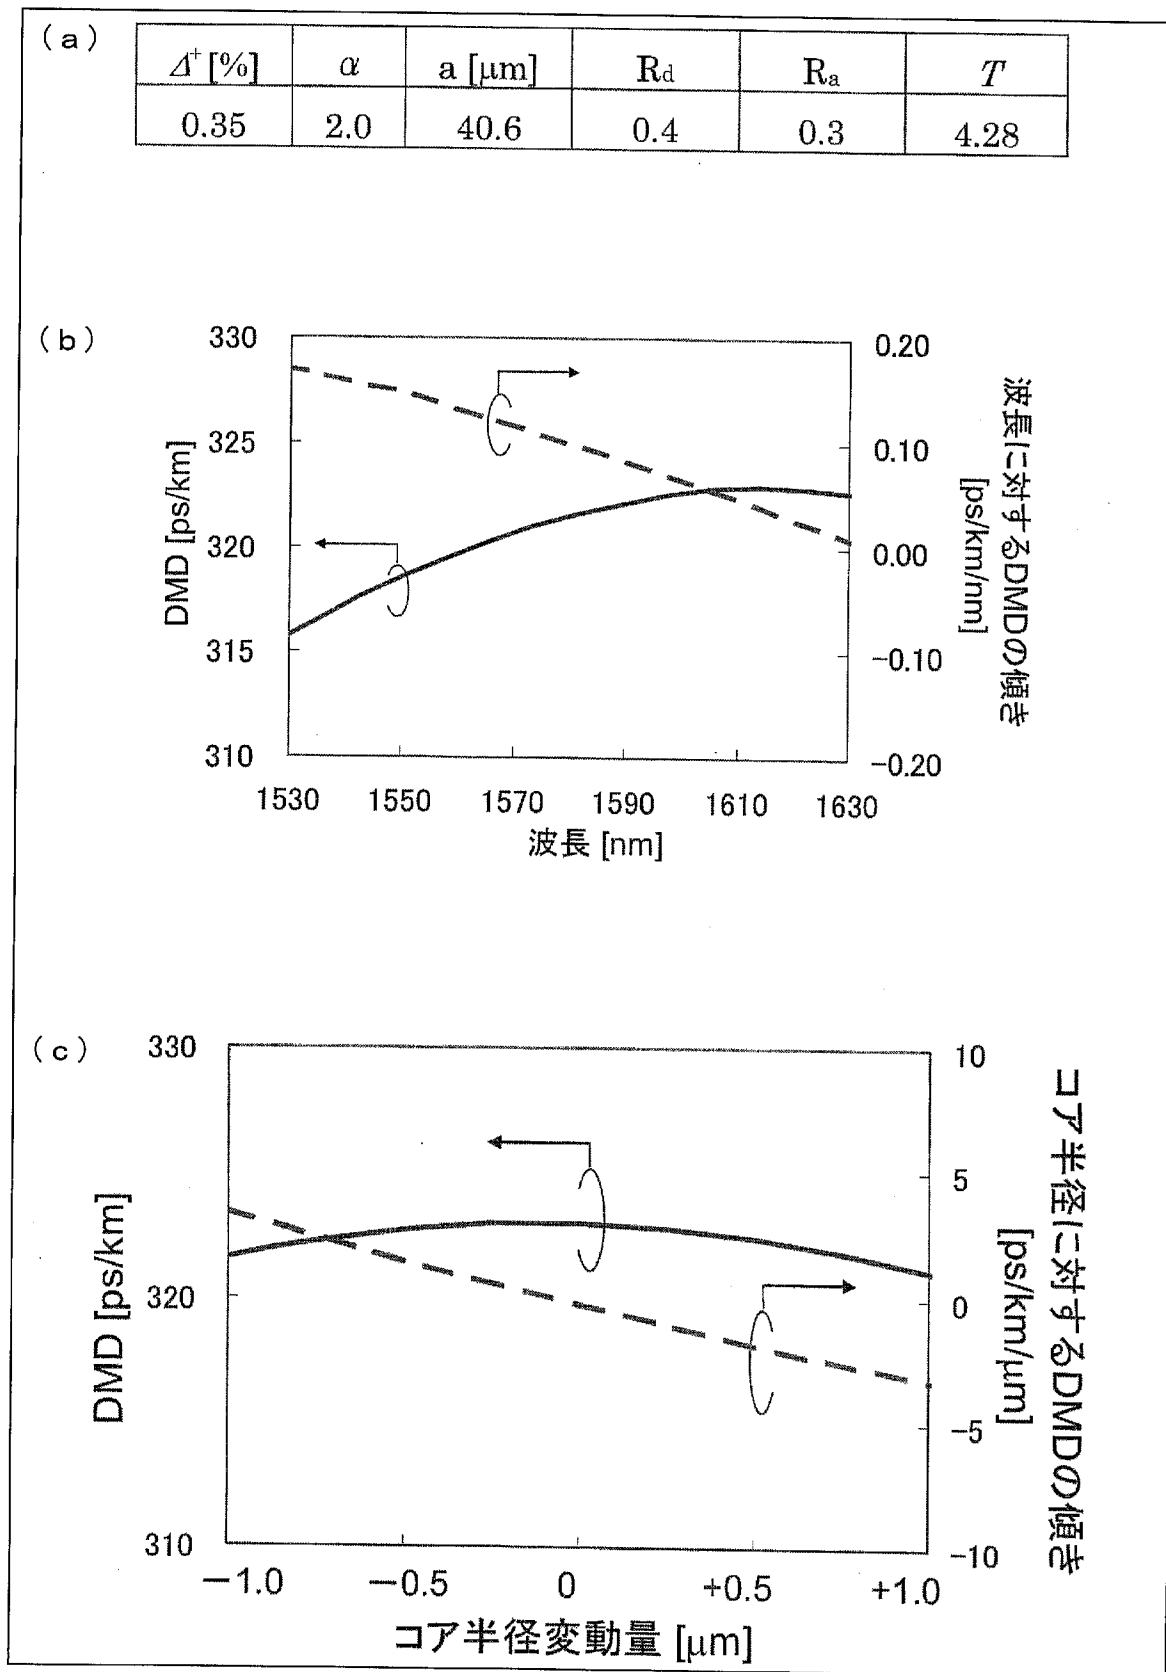 (a)
Δ⁺ [%] α a [μm] Rd Ra T
0.35 2.0 40.6 0.4 0.3 4.28
(b)
330
325
320
315
310
DMD [ps/km]
0.20
0.10
0.00
-0.10
-0.20
波長に対するDMDの傾き
[ps/km/nm]
1530 1550 1570 1590 1610 1630
波長 [nm]
(c)
330
320
310
DMD [ps/km]
10
5
0
-5
-10
コア半径に対するDMDの傾き
[ps/km/μm]
-1.0 -0.5 0 +0.5 +1.0
コア半径変動量 [μm]